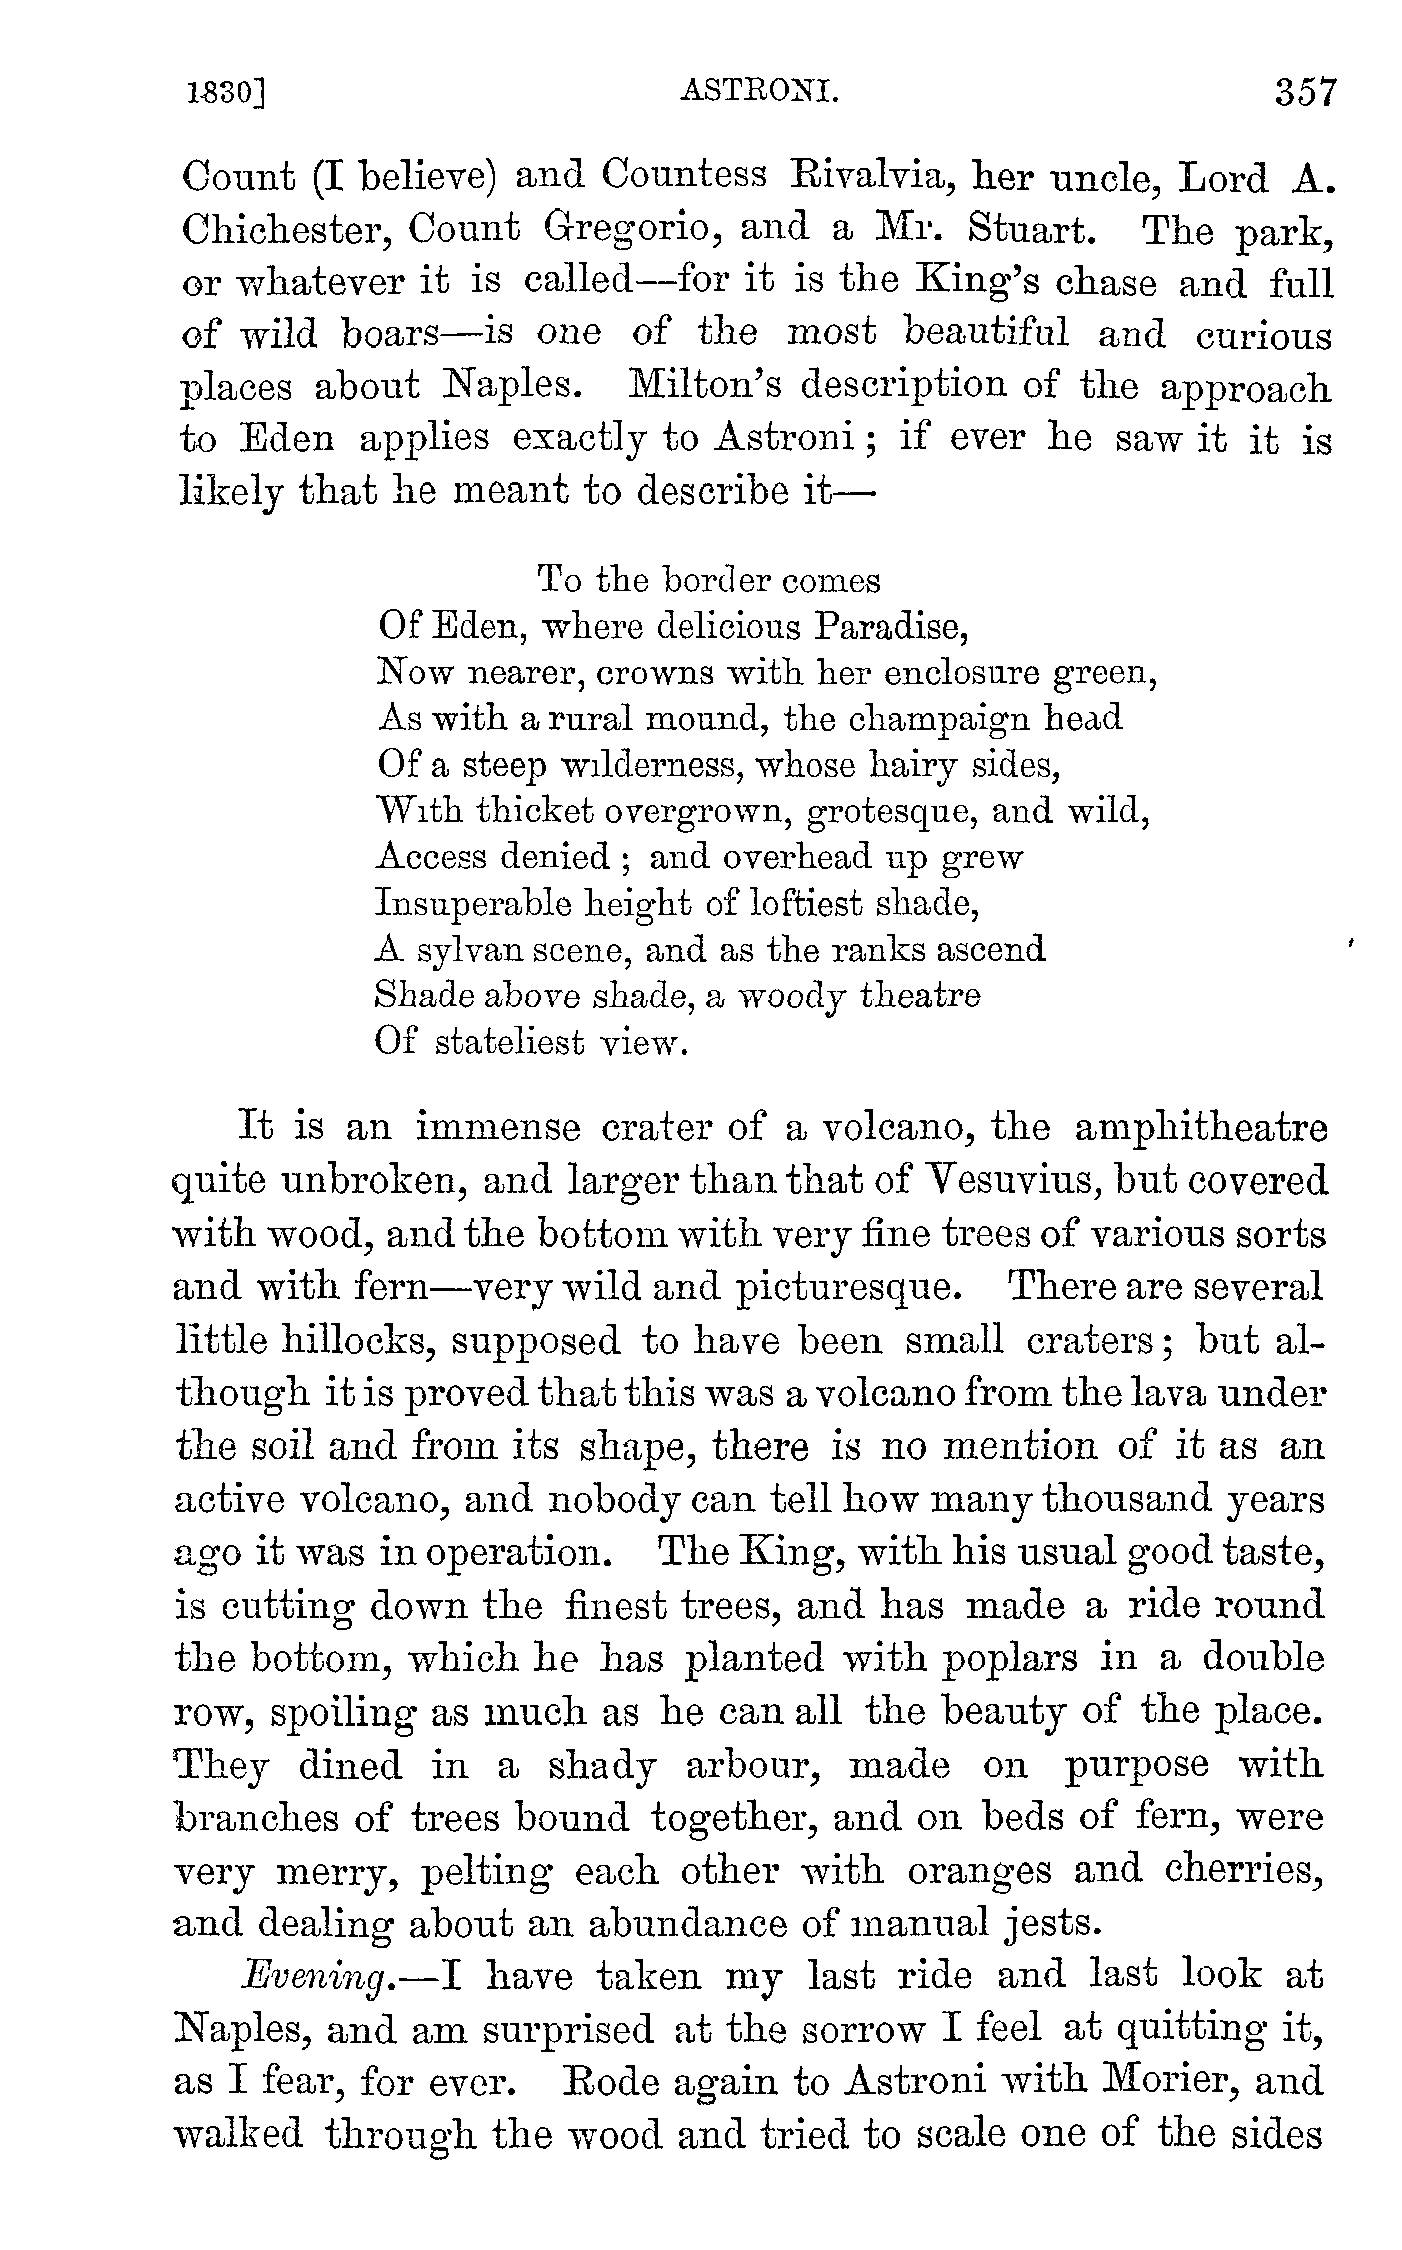 1830] ASTRONI. 357
Count (I believe) and Countess Rivalvia, her uncle, Lord A.
Chichester, Count Gregorio, and a Mr. Stuart. The park,
or whatever it is called—for it is the King's chase and full
of wild boars—is one of the most beautiful and curious
places about Naples. Milton's description of the approach
to Eden applies exactly to Astroni ; if ever he saw it it is
likely that he meant to describe it—
To the border comes
Of Eden, where delicious Paradise,
Now nearer, crowns with her enclosure green,
As with a rural mound, the champaign head
Of a steep wilderness, whose hairy sides,
With thicket overgrown, grotesque, and wild,
Access denied ; and overhead up grew
Insuperable height of loftiest shade,
A sylvan scene, and as the ranks ascend
Shade above shade, a woody theatre
Of stateliest view.
It is an immense crater of a volcano, the amphitheatre
quite unbroken, and larger than that of Vesuvius, but covered
with wood, and the bottom with very fine trees of various sorts
and with fern—very wild and picturesque. There are several
little hillocks, supposed to have been small craters ; but al-
though it is proved that this was a volcano from the lava under
the soil and from its shape, there is no mention of it as an
active volcano, and nobody can tell how many thousand years
ago it was in operation. The King, with his usual good taste,
is cutting down the finest trees, and has made a ride round
the bottom, which he has planted with poplars in a double
row, spoiling as much as he can all the beauty of the place.
They dined in a shady arbour, made on purpose with
branches of trees bound together, and on beds of fern, were
very merry, pelting each other with oranges and cherries,
and dealing about an abundance of manual jests.
Evening.—I have taken my last ride and last look at
Naples, and am surprised at the sorrow I feel at quitting it,
as I fear, for ever. Rode again to Astroni with Morier, and
walked through the wood and tried to scale one of the sides